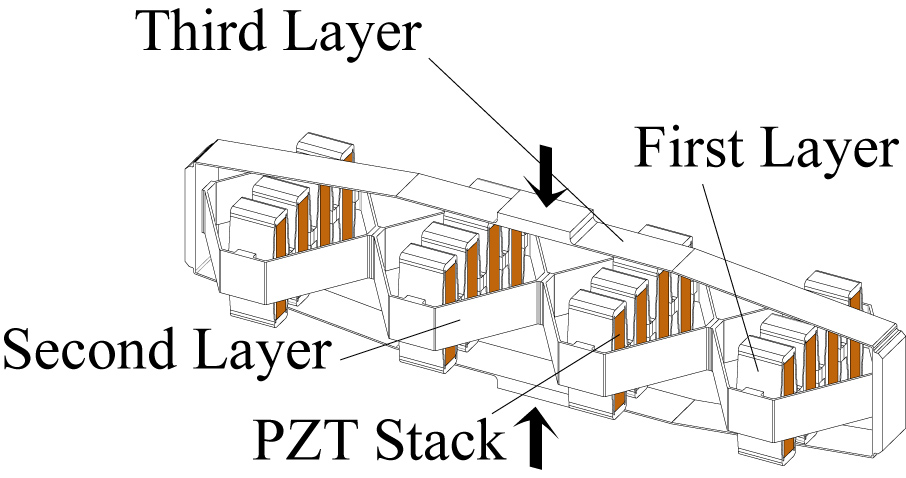 Third Layer
First Layer
Second Layer
PZT Stack